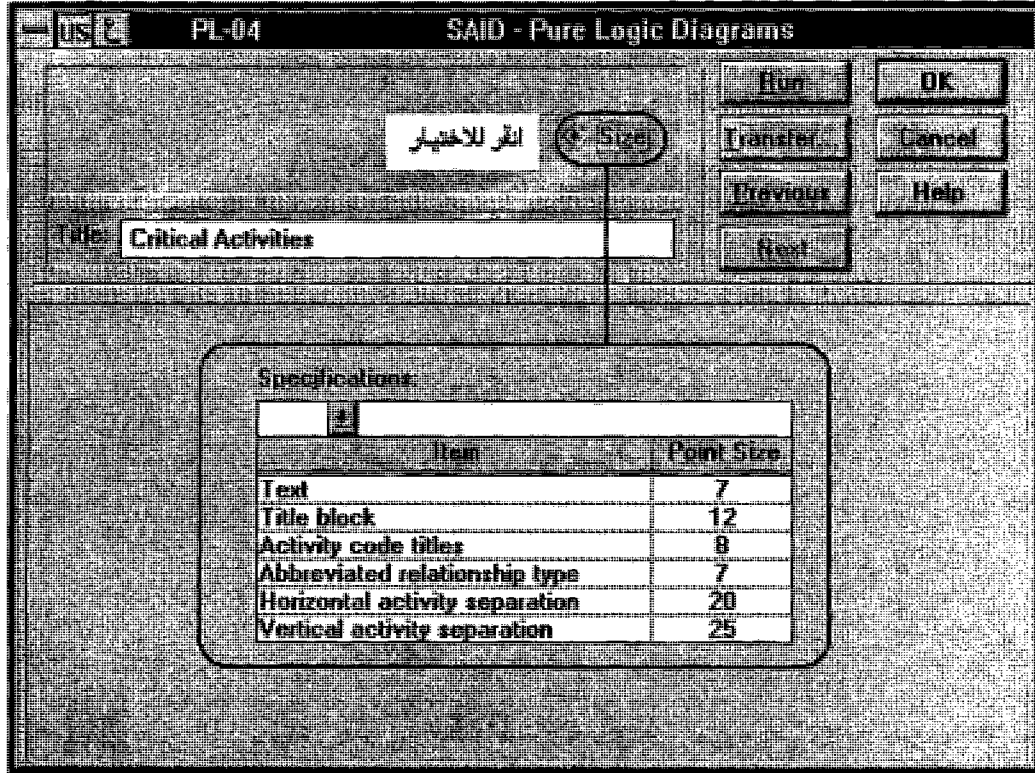 US ع PL-04 SAID - Pure Logic Diagrams
Run OK
انقر للاختيار Size
Transfer... Cancel
Previous Help
Title: Critical Activities
Next
Specifications:
Item Point Size
Text 7
Title block 12
Activity code titles 8
Abbreviated relationship type 7
Horizontal activity separation 20
Vertical activity separation 25